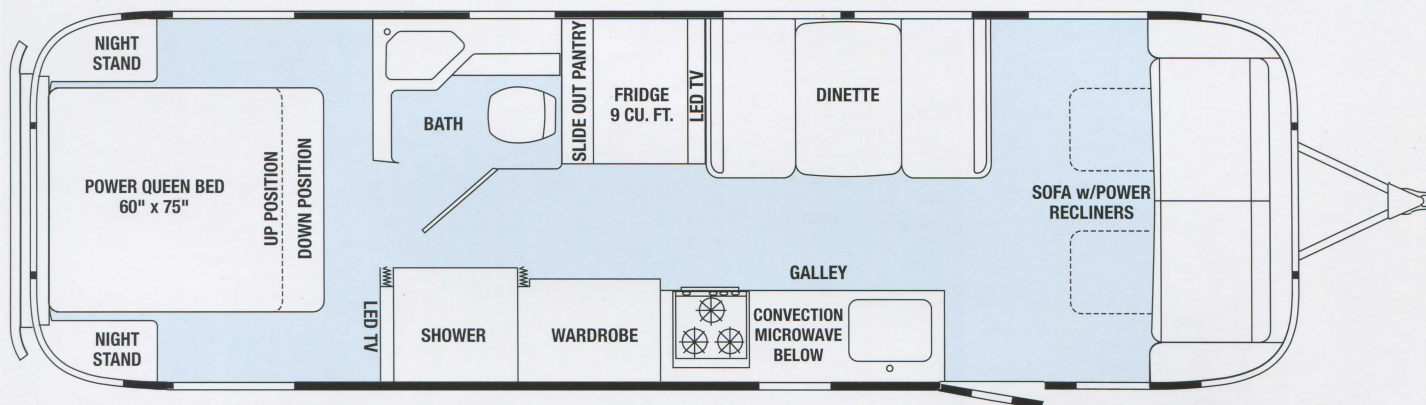 NIGHT
STAND
POWER QUEEN BED
60" x 75"
UP POSITION
DOWN POSITION
NIGHT
STAND
BATH
SLIDE OUT PANTRY
FRIDGE
9 CU. FT.
LED TV
DINETTE
SOFA w/POWER
RECLINERS
LED TV
SHOWER
WARDROBE
GALLEY
CONVECTION
MICROWAVE
BELOW